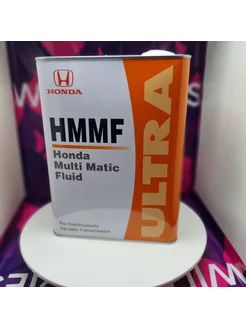 HONDA
HMMF
Honda
Multi Matic
Fluid
For Continuously
Variable Transmission
ULTRA